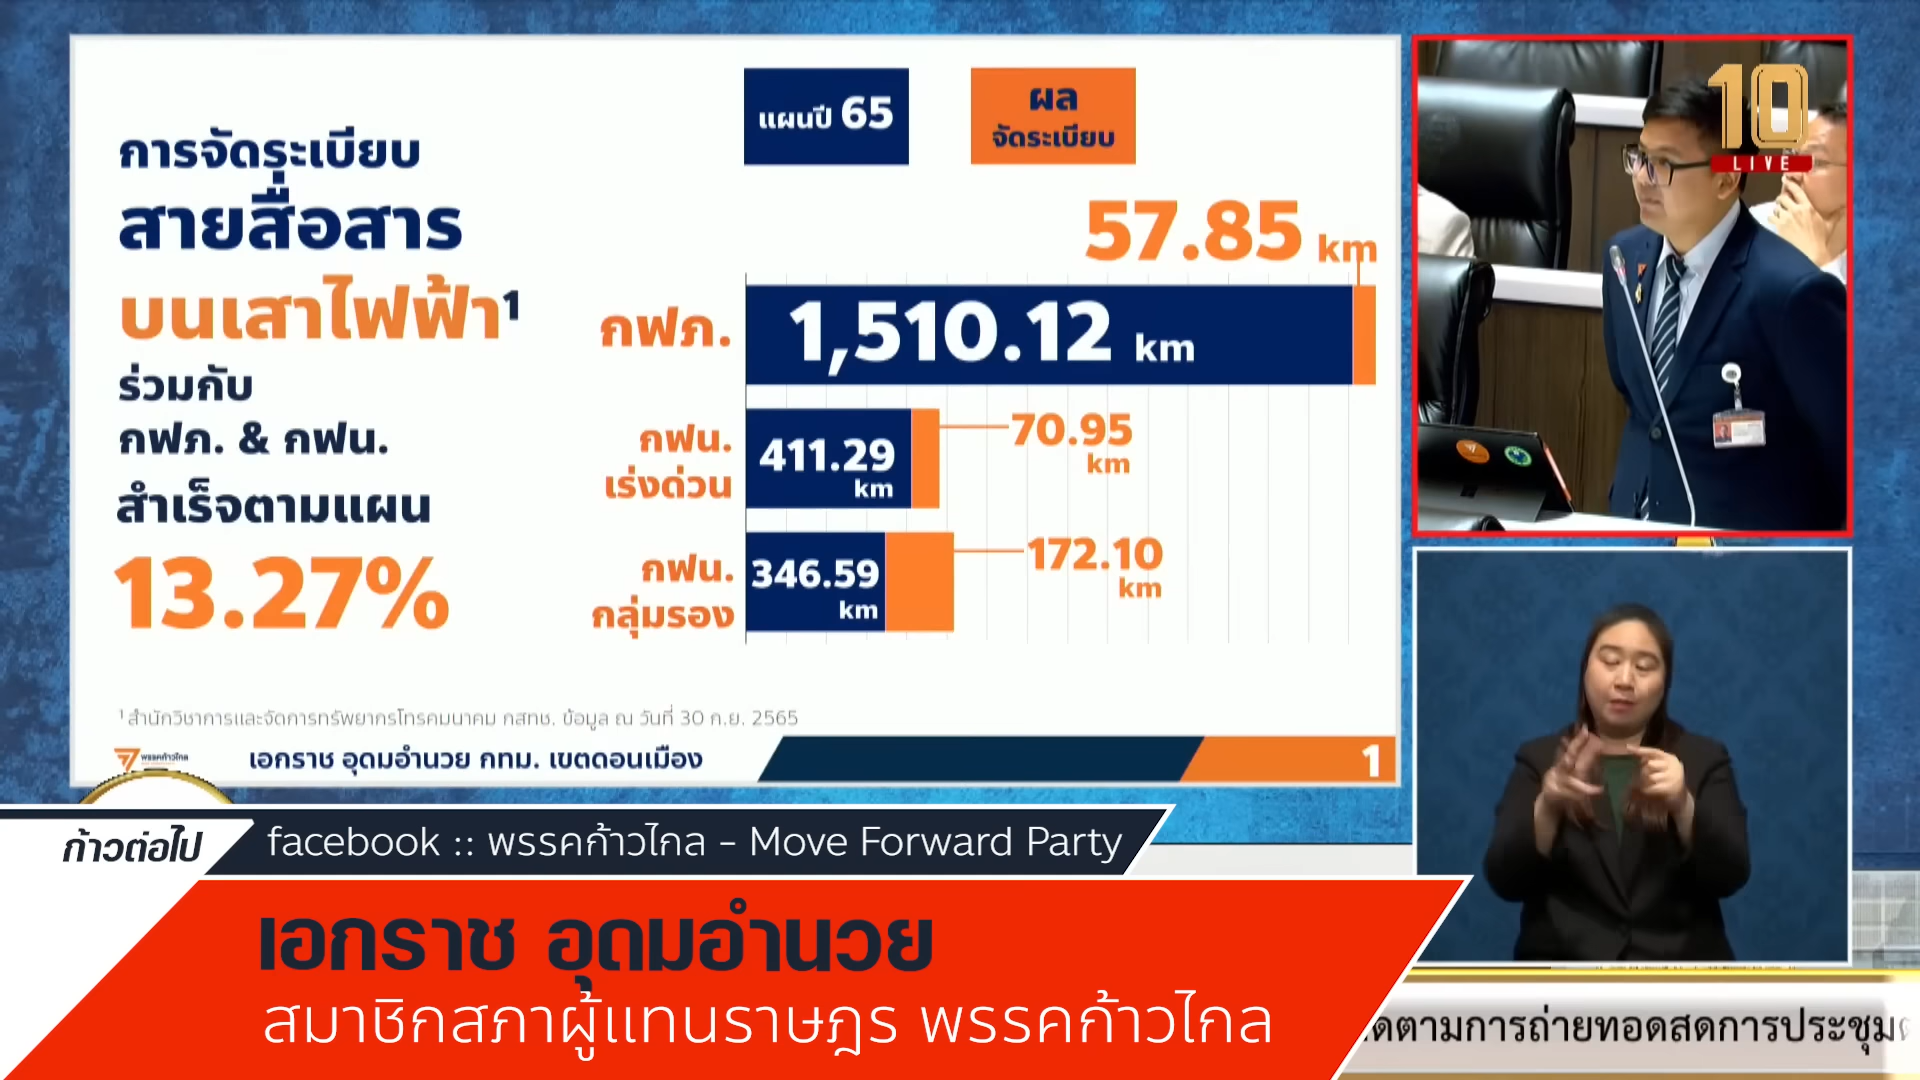 แผนปี 65
ผล
จัดระเบียบ
การจัดระเบียบ
สายสื่อสาร
บนเสาไฟฟ้า¹
ร่วมกับ
กฟภ. & กฟน.
สำเร็จตามแผน
13.27%
57.85 km
กฟภ.
1,510.12 km
กฟน.
เร่งด่วน
411.29
km
70.95
km
กฟน.
กลุ่มรอง
346.59
km
172.10
km
¹ สำนักวิชาการและจัดการทรัพยากรโทรคมนาคม กสทช. ข้อมูล ณ วันที่ 30 ก.ย. 2565
พรรคก้าวไกล
เอกราช อุดมอำนวย กทม. เขตดอนเมือง
1
10
LIVE
ก้าวต่อไป
facebook :: พรรคก้าวไกล - Move Forward Party
เอกราช อุดมอำนวย
สมาชิกสภาผู้แทนราษฎร พรรคก้าวไกล
ดตามการถ่ายทอดสดการประชุม